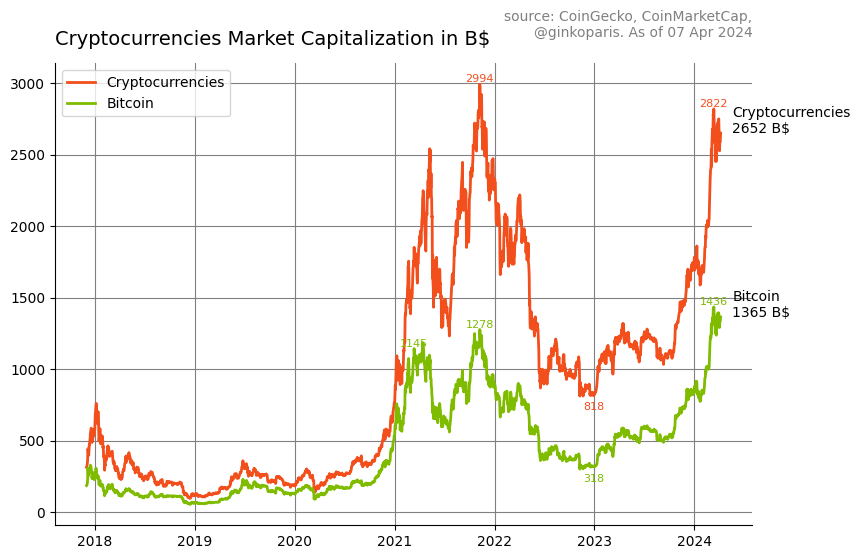 source: CoinGecko, CoinMarketCap,
@ginkoparis. As of 07 Apr 2024
Cryptocurrencies Market Capitalization in B$
Cryptocurrencies
Bitcoin
3000
2500
2000
1500
1000
500
0
2994
2822
Cryptocurrencies
2652 B$
1145
1278
1436
Bitcoin
1365 B$
818
318
2018 2019 2020 2021 2022 2023 2024